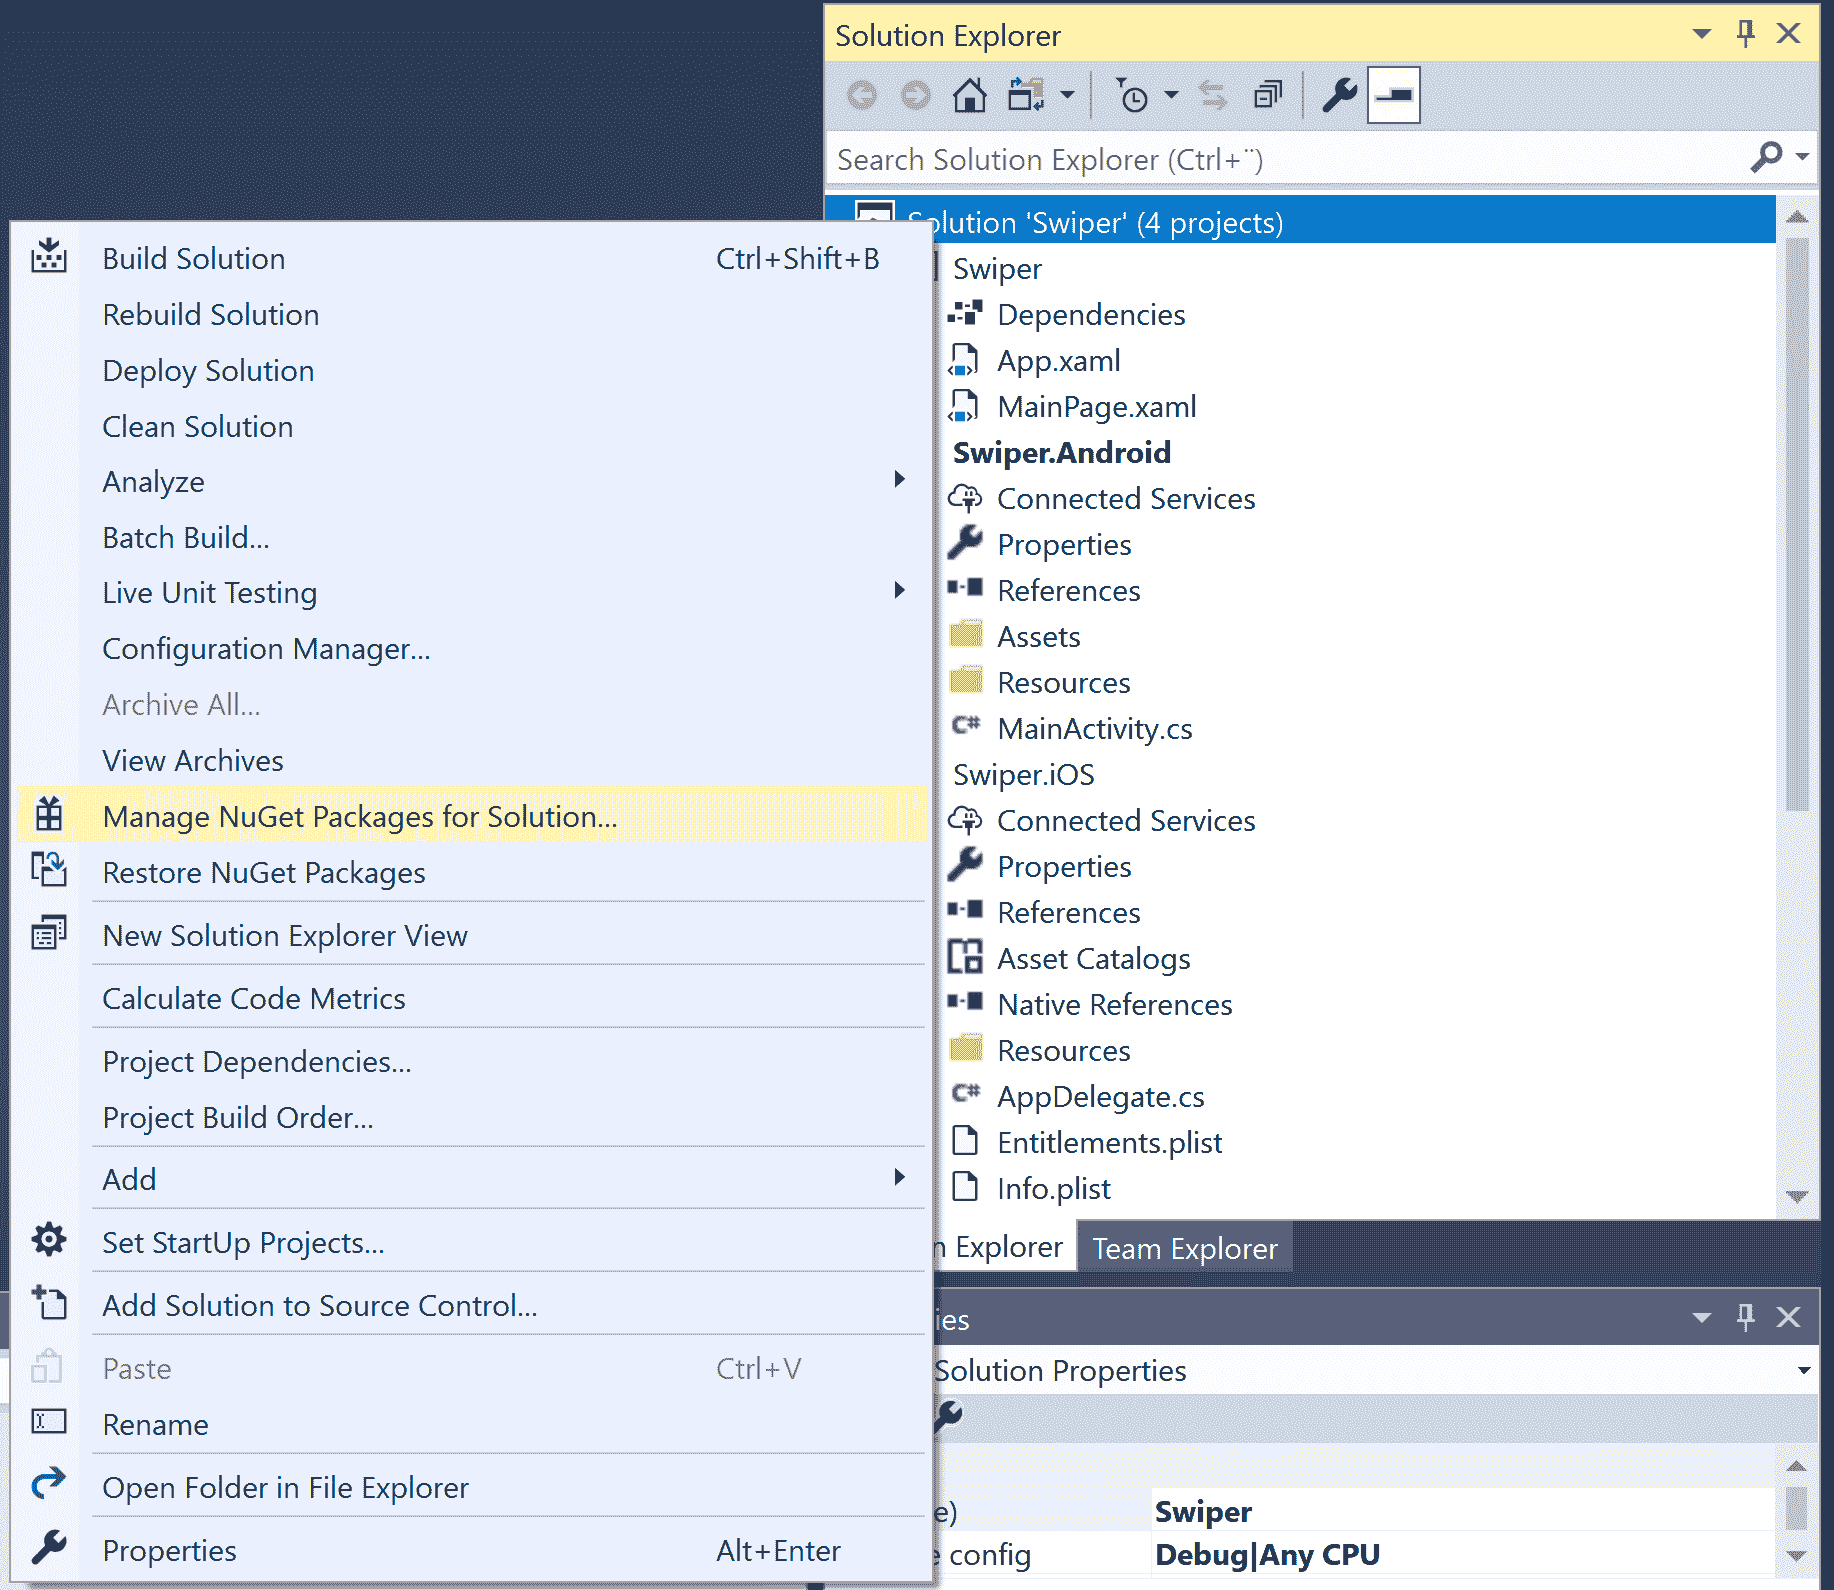 Solution Explorer
Search Solution Explorer (Ctrl+¨)
Solution 'Swiper' (4 projects)
Swiper
Dependencies
App.xaml
MainPage.xaml
Swiper.Android
Connected Services
Properties
References
Assets
Resources
C# MainActivity.cs
Swiper.iOS
Connected Services
Properties
References
Asset Catalogs
Native References
Resources
C# AppDelegate.cs
Entitlements.plist
Info.plist
n Explorer
Team Explorer
ies
Solution Properties
e)
Swiper
e config
Debug|Any CPU
Build Solution Ctrl+Shift+B
Rebuild Solution
Deploy Solution
Clean Solution
Analyze
Batch Build...
Live Unit Testing
Configuration Manager...
Archive All...
View Archives
Manage NuGet Packages for Solution...
Restore NuGet Packages
New Solution Explorer View
Calculate Code Metrics
Project Dependencies...
Project Build Order...
Add
Set StartUp Projects...
Add Solution to Source Control...
Paste Ctrl+V
Rename
Open Folder in File Explorer
Properties Alt+Enter